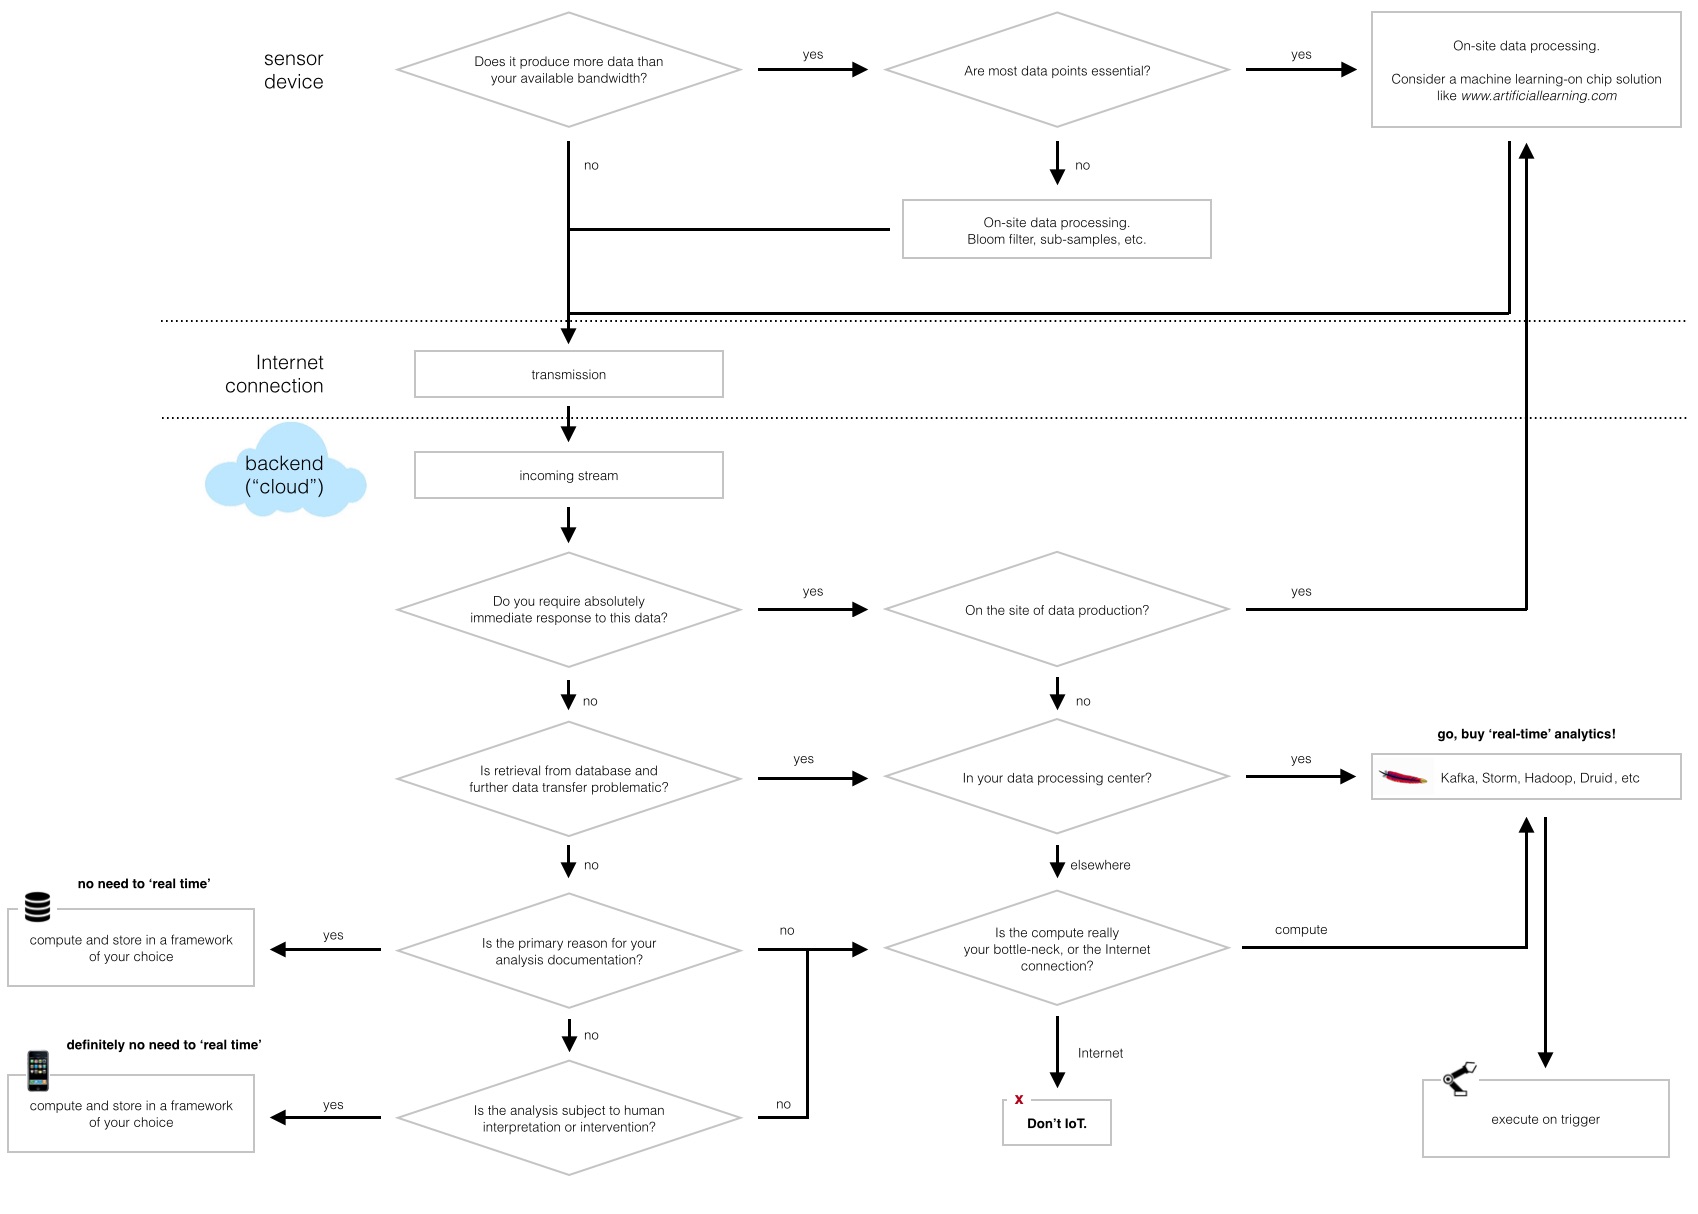 sensor
device
Does it produce more data than
your available bandwidth?
yes
Are most data points essential?
yes
On-site data processing.
Consider a machine learning-on chip solution
like www.artificiallearning.com
no
no
On-site data processing.
Bloom filter, sub-samples, etc.
Internet
connection
transmission
backend
(“cloud”)
incoming stream
Do you require absolutely
immediate response to this data?
yes
On the site of data production?
yes
no
no
Is retrieval from database and
further data transfer problematic?
yes
In your data processing center?
yes
go, buy ‘real-time’ analytics!
Kafka, Storm, Hadoop, Druid, etc
no
elsewhere
no need to ‘real time’
compute and store in a framework
of your choice
yes
Is the primary reason for your
analysis documentation?
no
Is the compute really
your bottle-neck, or the Internet
connection?
compute
no
Internet
definitely no need to ‘real time’
compute and store in a framework
of your choice
yes
Is the analysis subject to human
interpretation or intervention?
no
x
Don’t IoT.
execute on trigger